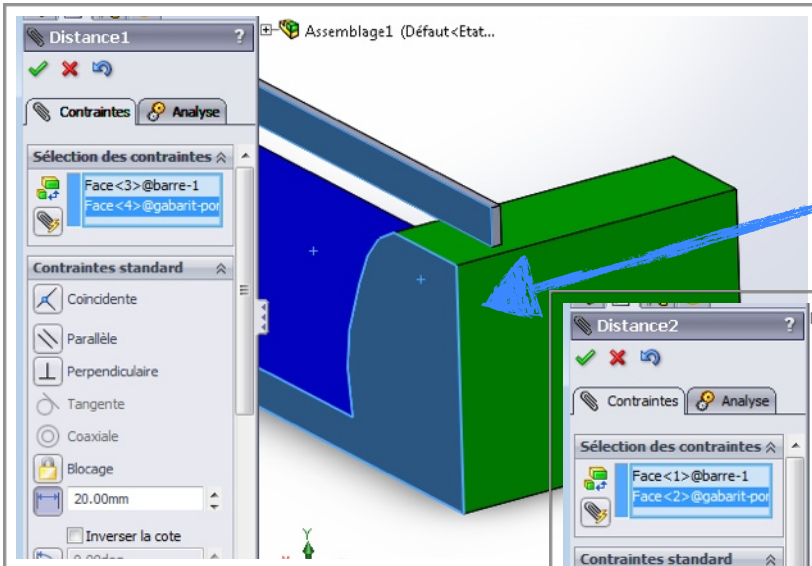 Distance1 ?
Assemblage1 (Défaut<Etat...
Contraintes Analyse
Sélection des contraintes
Face<3>@barre-1
Face<4>@gabarit-por
Contraintes standard
Coïncidente
Parallèle
Perpendiculaire
Tangente
Coaxiale
Blocage
20.00mm
Inverser la cote
0.00deg
Y
Distance2 ?
Contraintes Analyse
Sélection des contraintes
Face<1>@barre-1
Face<2>@gabarit-por
Contraintes standard